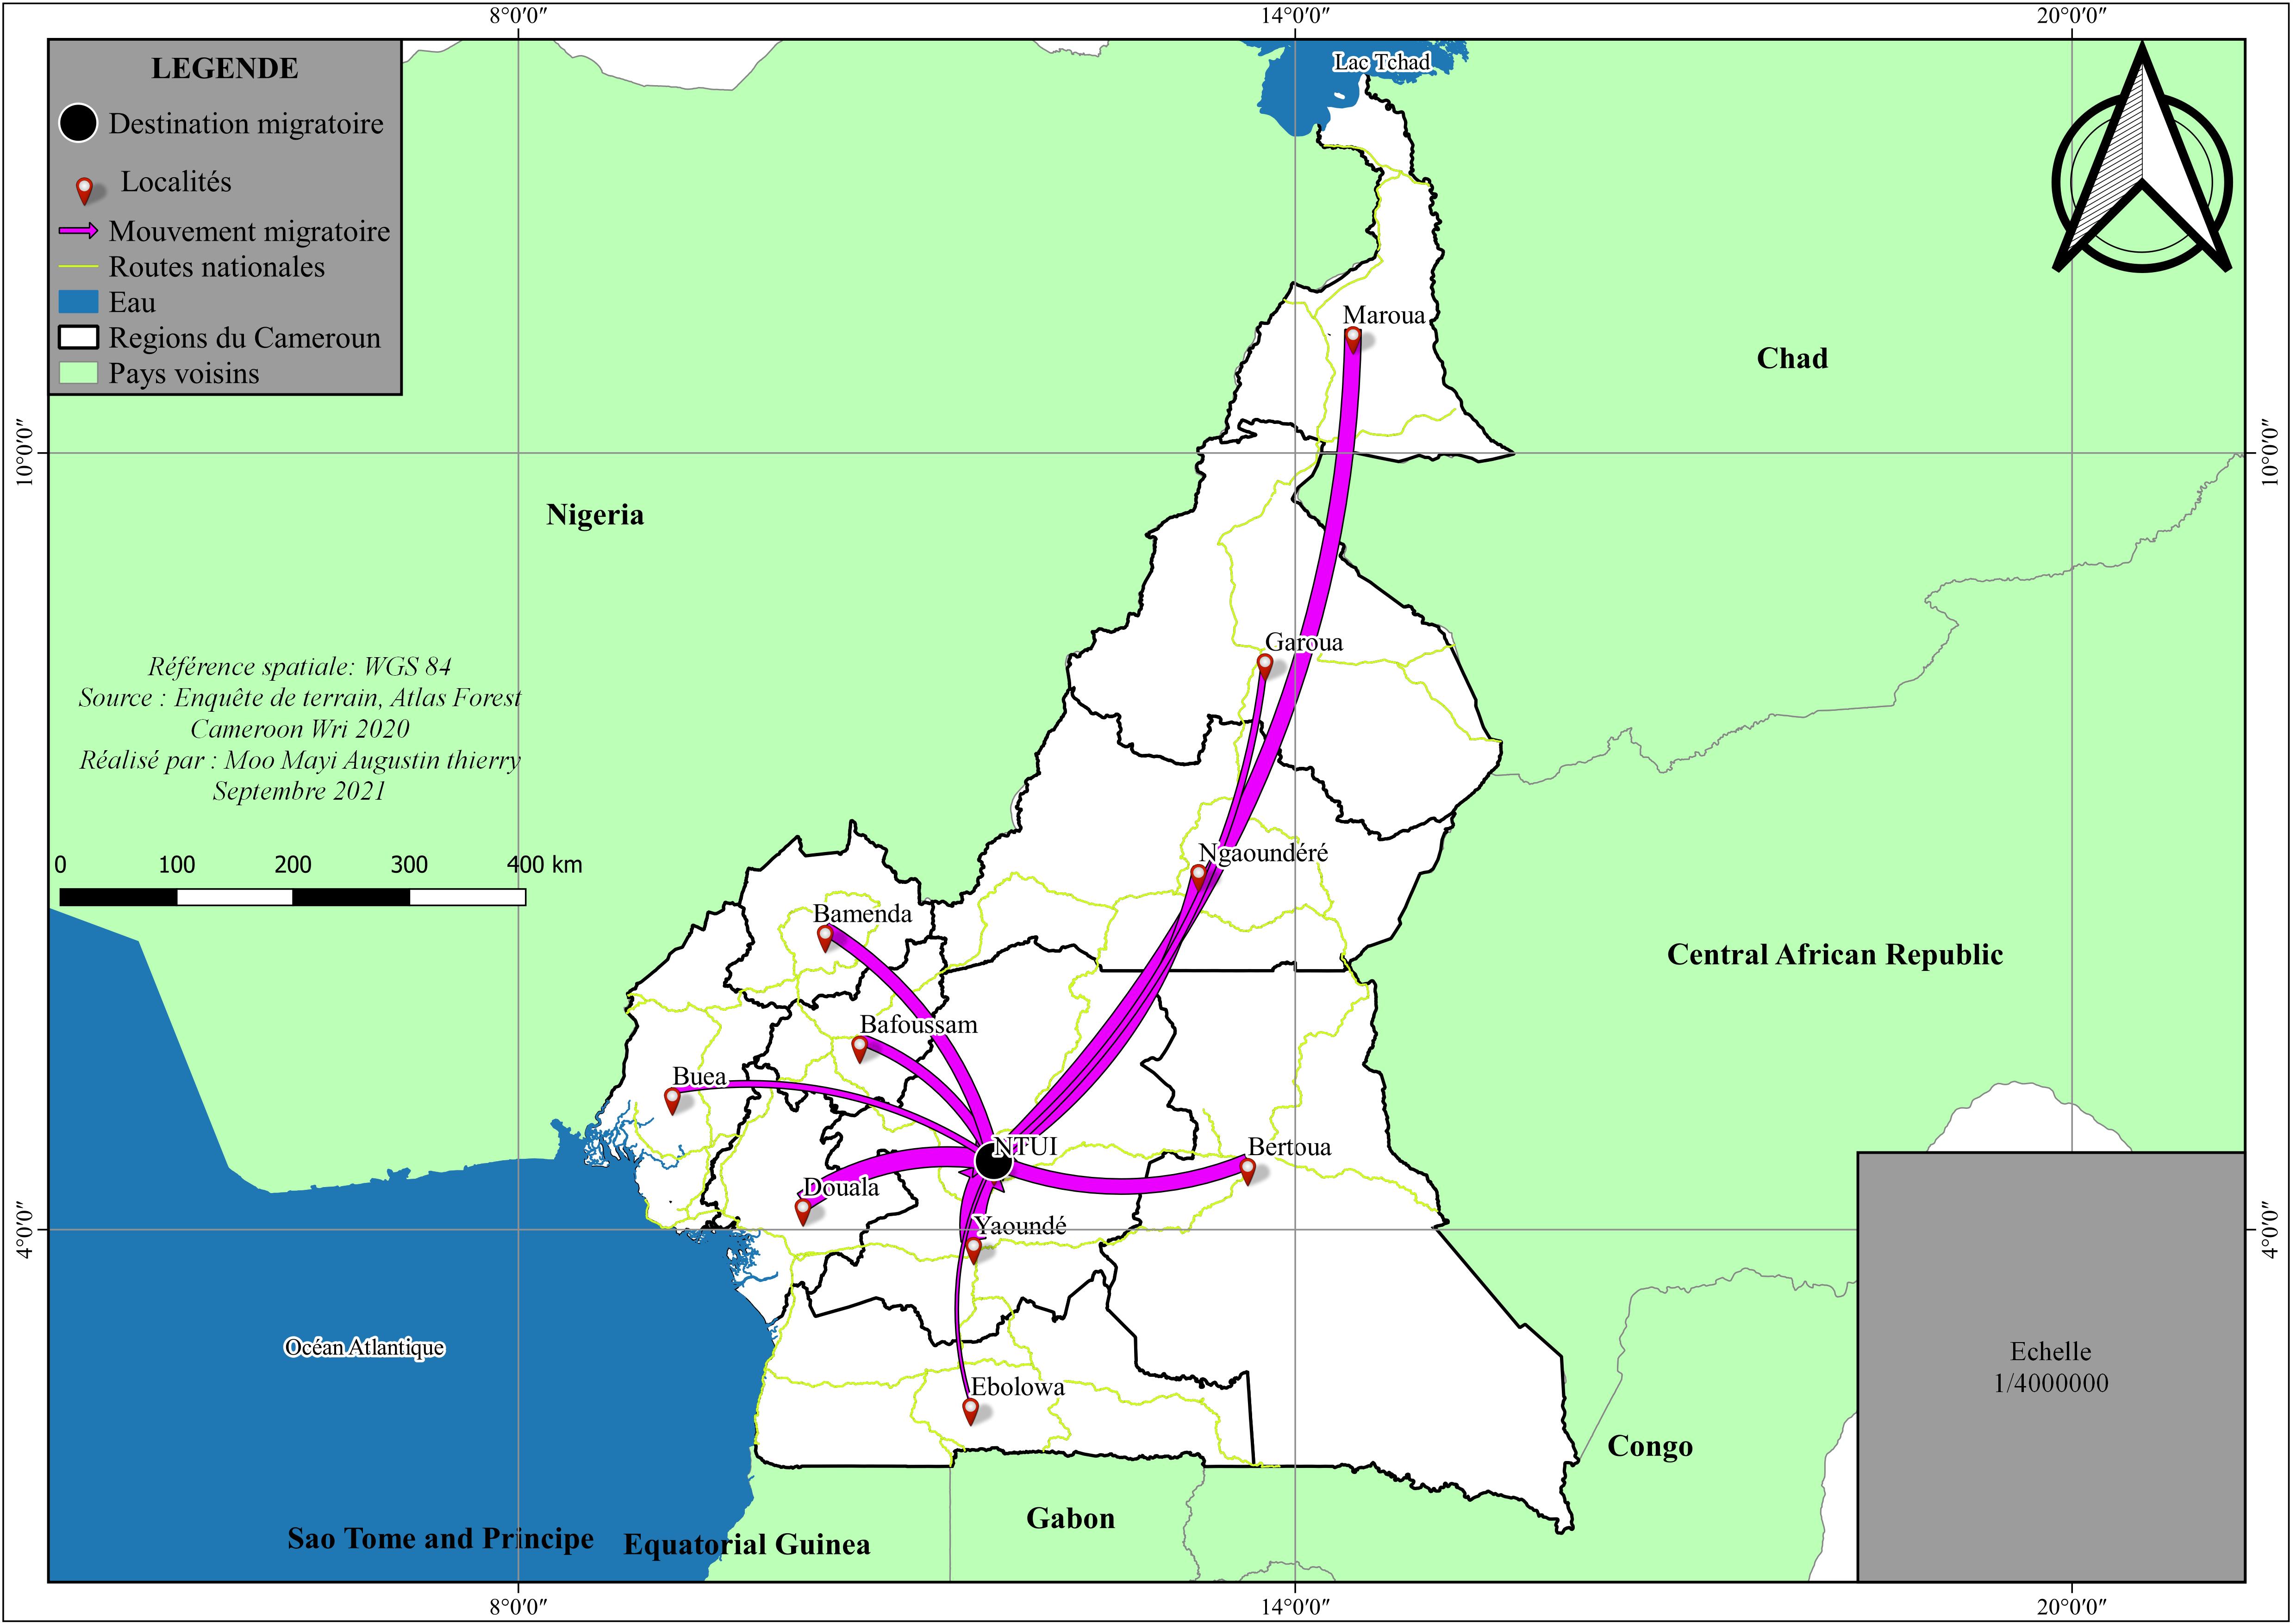 8°0′0″
14°0′0″
20°0′0″
LEGENDE
Destination migratoire
Localités
Mouvement migratoire
Routes nationales
Eau
Regions du Cameroun
Pays voisins
Lac Tchad
Maroua
Chad
10°0′0″
10°0′0″
Nigeria
Garoua
Référence spatiale: WGS 84
Source : Enquête de terrain, Atlas Forest
Cameroon Wri 2020
Réalisé par : Moo Mayi Augustin thierry
Septembre 2021
0 100 200 300 400 km
Ngaoundéré
Bamenda
Central African Republic
Bafoussam
Buea
NTUI
Bertoua
Douala
Yaoundé
4°0′0″
4°0′0″
Océan Atlantique
Echelle
1/4000000
Ebolowa
Congo
Gabon
Sao Tome and Principe
Equatorial Guinea
8°0′0″
14°0′0″
20°0′0″